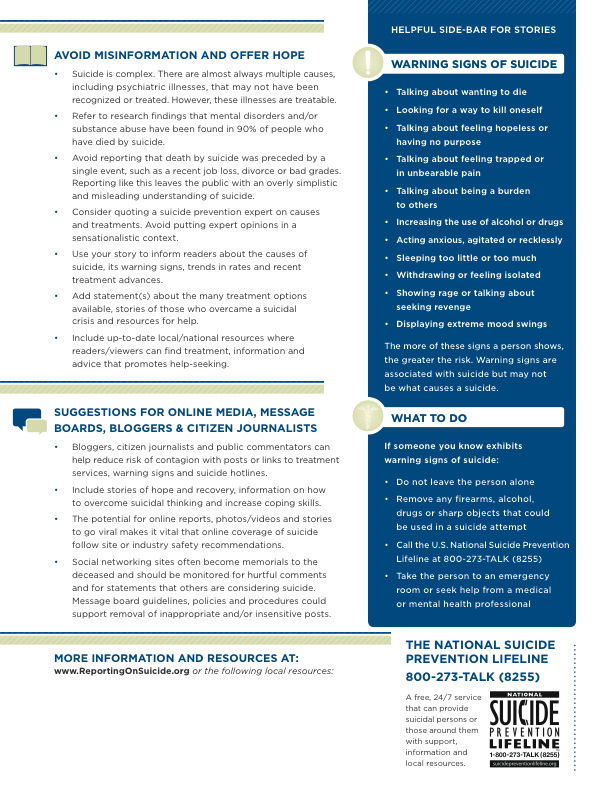 AVOID MISINFORMATION AND OFFER HOPE
• Suicide is complex. There are almost always multiple causes,
including psychiatric illnesses, that may not have been
recognized or treated. However, these illnesses are treatable.
• Refer to research findings that mental disorders and/or
substance abuse have been found in 90% of people who
have died by suicide.
• Avoid reporting that death by suicide was preceded by a
single event, such as a recent job loss, divorce or bad grades.
Reporting like this leaves the public with an overly simplistic
and misleading understanding of suicide.
• Consider quoting a suicide prevention expert on causes
and treatments. Avoid putting expert opinions in a
sensationalistic context.
• Use your story to inform readers about the causes of
suicide, its warning signs, trends in rates and recent
treatment advances.
• Add statement(s) about the many treatment options
available, stories of those who overcame a suicidal
crisis and resources for help.
• Include up-to-date local/national resources where
readers/viewers can find treatment, information and
advice that promotes help-seeking.
SUGGESTIONS FOR ONLINE MEDIA, MESSAGE
BOARDS, BLOGGERS & CITIZEN JOURNALISTS
• Bloggers, citizen journalists and public commentators can
help reduce risk of contagion with posts or links to treatment
services, warning signs and suicide hotlines.
• Include stories of hope and recovery, information on how
to overcome suicidal thinking and increase coping skills.
• The potential for online reports, photos/videos and stories
to go viral makes it vital that online coverage of suicide
follow site or industry safety recommendations.
• Social networking sites often become memorials to the
deceased and should be monitored for hurtful comments
and for statements that others are considering suicide.
Message board guidelines, policies and procedures could
support removal of inappropriate and/or insensitive posts.
MORE INFORMATION AND RESOURCES AT:
www.ReportingOnSuicide.org or the following local resources:
HELPFUL SIDE-BAR FOR STORIES
! WARNING SIGNS OF SUICIDE
• Talking about wanting to die
• Looking for a way to kill oneself
• Talking about feeling hopeless or
having no purpose
• Talking about feeling trapped or
in unbearable pain
• Talking about being a burden
to others
• Increasing the use of alcohol or drugs
• Acting anxious, agitated or recklessly
• Sleeping too little or too much
• Withdrawing or feeling isolated
• Showing rage or talking about
seeking revenge
• Displaying extreme mood swings
The more of these signs a person shows,
the greater the risk. Warning signs are
associated with suicide but may not
be what causes a suicide.
WHAT TO DO
If someone you know exhibits
warning signs of suicide:
• Do not leave the person alone
• Remove any firearms, alcohol,
drugs or sharp objects that could
be used in a suicide attempt
• Call the U.S. National Suicide Prevention
Lifeline at 800-273-TALK (8255)
• Take the person to an emergency
room or seek help from a medical
or mental health professional
THE NATIONAL SUICIDE
PREVENTION LIFELINE
800-273-TALK (8255)
A free, 24/7 service
that can provide
suicidal persons or
those around them
with support,
information and
local resources.
NATIONAL
SUICIDE
PREVENTION
LIFELINE
1-800-273-TALK (8255)
suicidepreventionlifeline.org